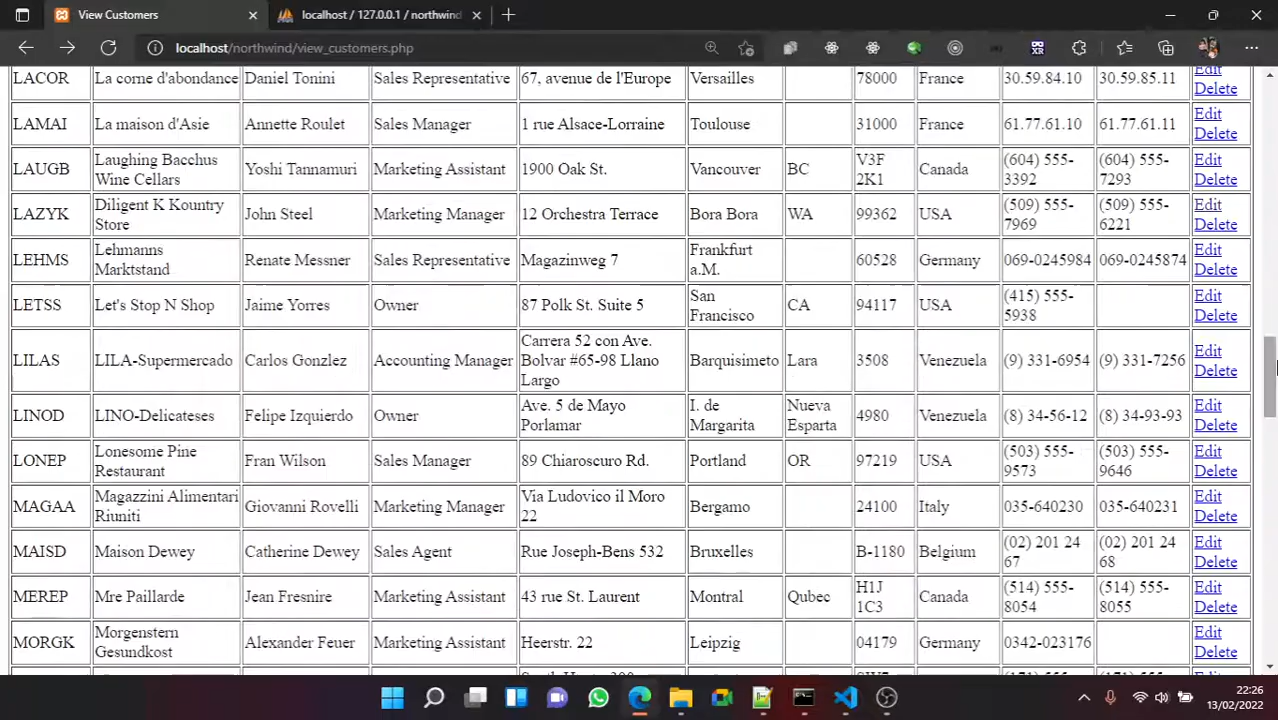 View Customers
localhost / 127.0.0.1 / northwind
localhost/northwind/view_customers.php
LACOR La corne d'abondance Daniel Tonini Sales Representative 67, avenue de l'Europe Versailles 78000 France 30.59.84.10 30.59.85.11 Edit
Delete
LAMAI La maison d'Asie Annette Roulet Sales Manager 1 rue Alsace-Lorraine Toulouse 31000 France 61.77.61.10 61.77.61.11 Edit
Delete
LAUGB Laughing Bacchus Yoshi Tannamuri Marketing Assistant 1900 Oak St. Vancouver BC V3F Canada (604) 555- (604) 555- Edit
Wine Cellars 2K1 3392 7293 Delete
LAZYK Diligent K Kountry John Steel Marketing Manager 12 Orchestra Terrace Bora Bora WA 99362 USA (509) 555- (509) 555- Edit
Store 7969 6221 Delete
LEHMS Lehmanns Renate Messner Sales Representative Magazinweg 7 Frankfurt 60528 Germany 069-0245984 069-0245874 Edit
Marktstand a.M. Delete
LETSS Let's Stop N Shop Jaime Yorres Owner 87 Polk St. Suite 5 San CA 94117 USA (415) 555- Edit
Francisco 5938 Delete
LILAS LILA-Supermercado Carlos Gonzlez Accounting Manager Carrera 52 con Ave. Barquisimeto Lara 3508 Venezuela (9) 331-6954 (9) 331-7256 Edit
Bolvar #65-98 Llano Delete
Largo
LINOD LINO-Delicateses Felipe Izquierdo Owner Ave. 5 de Mayo I. de Nueva 4980 Venezuela (8) 34-56-12 (8) 34-93-93 Edit
Porlamar Margarita Esparta Delete
LONEP Lonesome Pine Fran Wilson Sales Manager 89 Chiaroscuro Rd. Portland OR 97219 USA (503) 555- (503) 555- Edit
Restaurant 9573 9646 Delete
MAGAA Magazzini Alimentari Giovanni Rovelli Marketing Manager Via Ludovico il Moro Bergamo 24100 Italy 035-640230 035-640231 Edit
Riuniti 22 Delete
MAISD Maison Dewey Catherine Dewey Sales Agent Rue Joseph-Bens 532 Bruxelles B-1180 Belgium (02) 201 24 (02) 201 24 Edit
67 68 Delete
MEREP Mre Paillarde Jean Fresnire Marketing Assistant 43 rue St. Laurent Montral Qubec H1J Canada (514) 555- (514) 555- Edit
1C3 8054 8055 Delete
MORGK Morgenstern Alexander Feuer Marketing Assistant Heerstr. 22 Leipzig 04179 Germany 0342-023176 Edit
Gesundkost Delete
22:26
13/02/2022